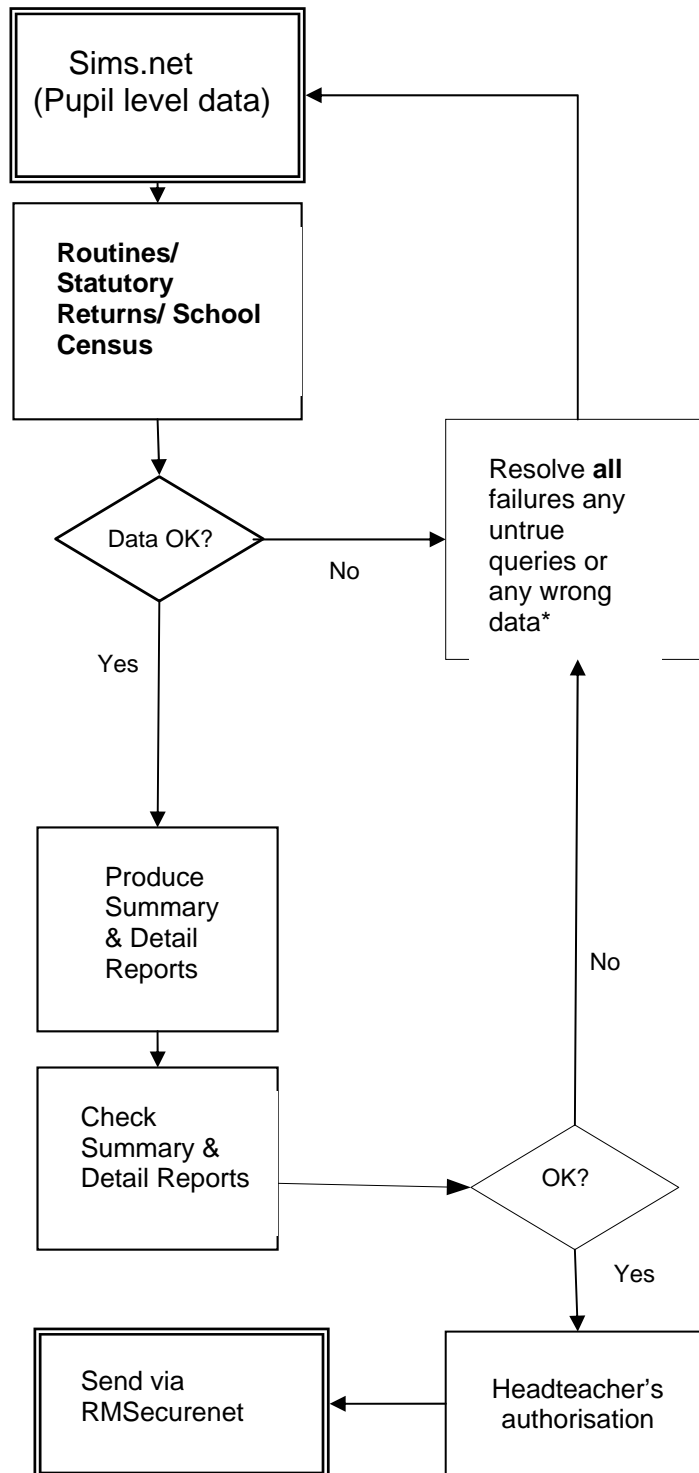 Sims.net
(Pupil level data)
Routines/
Statutory
Returns/ School
Census
Data OK?
No
Resolve all
failures any
untrue
queries or
any wrong
data*
Yes
Produce
Summary
& Detail
Reports
No
Check
Summary &
Detail Reports
OK?
Yes
Headteacher's
authorisation
Send via
RMSecurenet